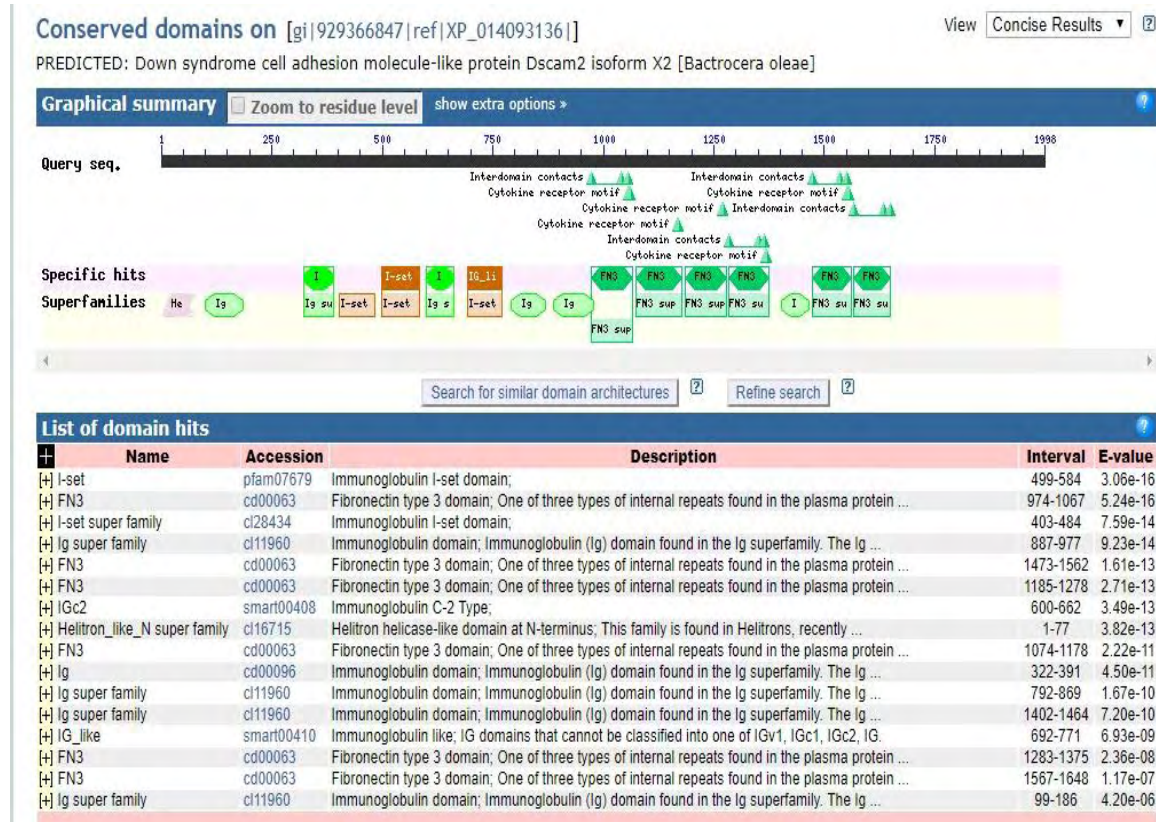 Conserved domains on [gi|929366847|ref|XP_014093136|]
View Concise Results ▼ ?
PREDICTED: Down syndrome cell adhesion molecule-like protein Dscam2 isoform X2 [Bactrocera oleae]
Graphical summary Zoom to residue level show extra options » ?
1 250 500 750 1000 1250 1500 1750 1998
Query seq.
Interdomain contacts Interdomain contacts
Cytokine receptor motif Cytokine receptor motif
Cytokine receptor motif Interdomain contacts
Cytokine receptor motif
Interdomain contacts
Cytokine receptor motif
Specific hits I I-set I IG_li FN3 FN3 FN3 FN3 FN3 FN3
Superfamilies He Ig Ig su I-set I-set Ig s I-set Ig Ig FN3 sup FN3 sup FN3 su I FN3 su FN3 su
FN3 sup
Search for similar domain architectures ? Refine search ?
List of domain hits ?
+ Name Accession Description Interval E-value
[+] I-set pfam07679 Immunoglobulin I-set domain; 499-584 3.06e-16
[+] FN3 cd00063 Fibronectin type 3 domain; One of three types of internal repeats found in the plasma protein ... 974-1067 5.24e-16
[+] I-set super family cl28434 Immunoglobulin I-set domain; 403-484 7.59e-14
[+] Ig super family cl11960 Immunoglobulin domain; Immunoglobulin (Ig) domain found in the Ig superfamily. The Ig ... 887-977 9.23e-14
[+] FN3 cd00063 Fibronectin type 3 domain; One of three types of internal repeats found in the plasma protein ... 1473-1562 1.61e-13
[+] FN3 cd00063 Fibronectin type 3 domain; One of three types of internal repeats found in the plasma protein ... 1185-1278 2.71e-13
[+] IGc2 smart00408 Immunoglobulin C-2 Type; 600-662 3.49e-13
[+] Helitron_like_N super family cl16715 Helitron helicase-like domain at N-terminus; This family is found in Helitrons, recently ... 1-77 3.82e-13
[+] FN3 cd00063 Fibronectin type 3 domain; One of three types of internal repeats found in the plasma protein ... 1074-1178 2.22e-11
[+] Ig cd00096 Immunoglobulin domain; Immunoglobulin (Ig) domain found in the Ig superfamily. The Ig ... 322-391 4.50e-11
[+] Ig super family cl11960 Immunoglobulin domain; Immunoglobulin (Ig) domain found in the Ig superfamily. The Ig ... 792-869 1.67e-10
[+] Ig super family cl11960 Immunoglobulin domain; Immunoglobulin (Ig) domain found in the Ig superfamily. The Ig ... 1402-1464 7.20e-10
[+] IG_like smart00410 Immunoglobulin like; IG domains that cannot be classified into one of IGv1, IGc1, IGc2, IG. 692-771 6.93e-09
[+] FN3 cd00063 Fibronectin type 3 domain; One of three types of internal repeats found in the plasma protein ... 1283-1375 2.36e-08
[+] FN3 cd00063 Fibronectin type 3 domain; One of three types of internal repeats found in the plasma protein ... 1567-1648 1.17e-07
[+] Ig super family cl11960 Immunoglobulin domain; Immunoglobulin (Ig) domain found in the Ig superfamily. The Ig ... 99-186 4.20e-06